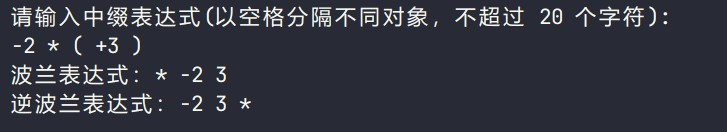 请输入中缀表达式(以空格分隔不同对象, 不超过 20 个字符):
-2 * ( +3 )
波兰表达式: * -2 3
逆波兰表达式: -2 3 *